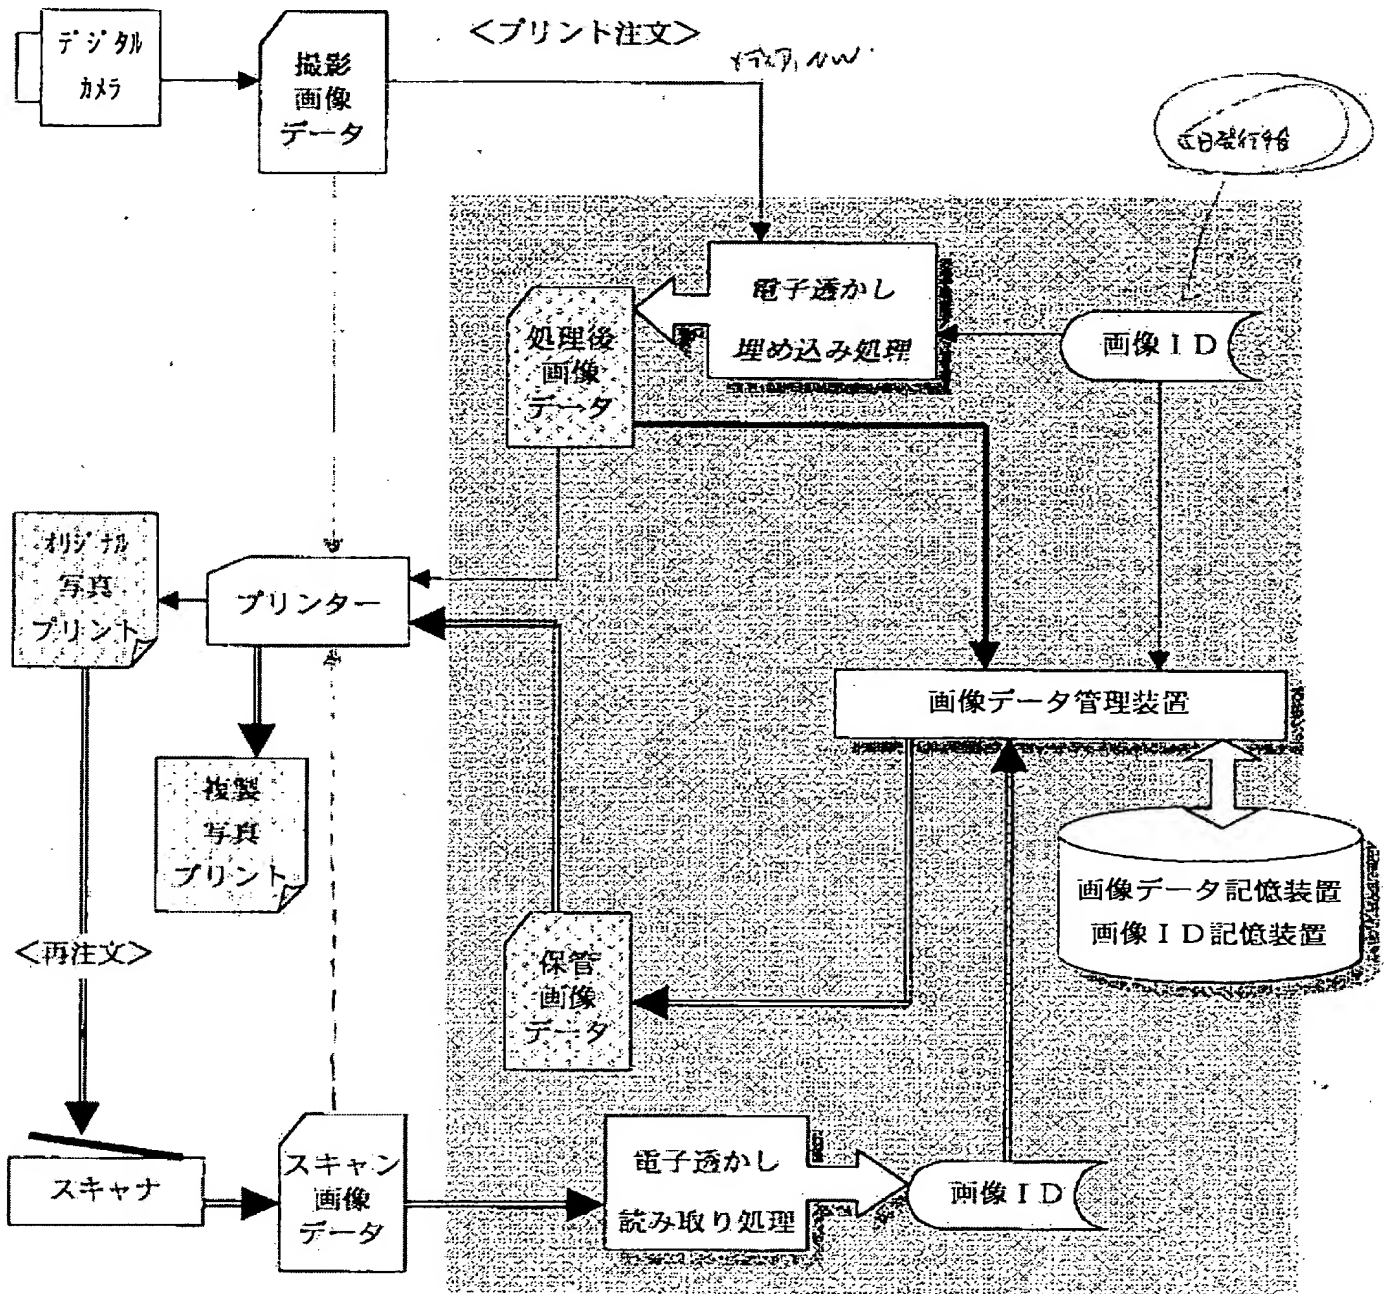 デジタル
カメラ
撮影
画像
データ
＜プリント注文＞
電子透かし
埋め込み処理
画像ＩＤ
処理後
画像
データ
オリジナル
写真
プリント
プリンター
画像データ管理装置
複製
写真
プリント
画像データ記憶装置
画像ＩＤ記憶装置
＜再注文＞
保管
画像
データ
スキャナ
スキャン
画像
データ
電子透かし
読み取り処理
画像ＩＤ